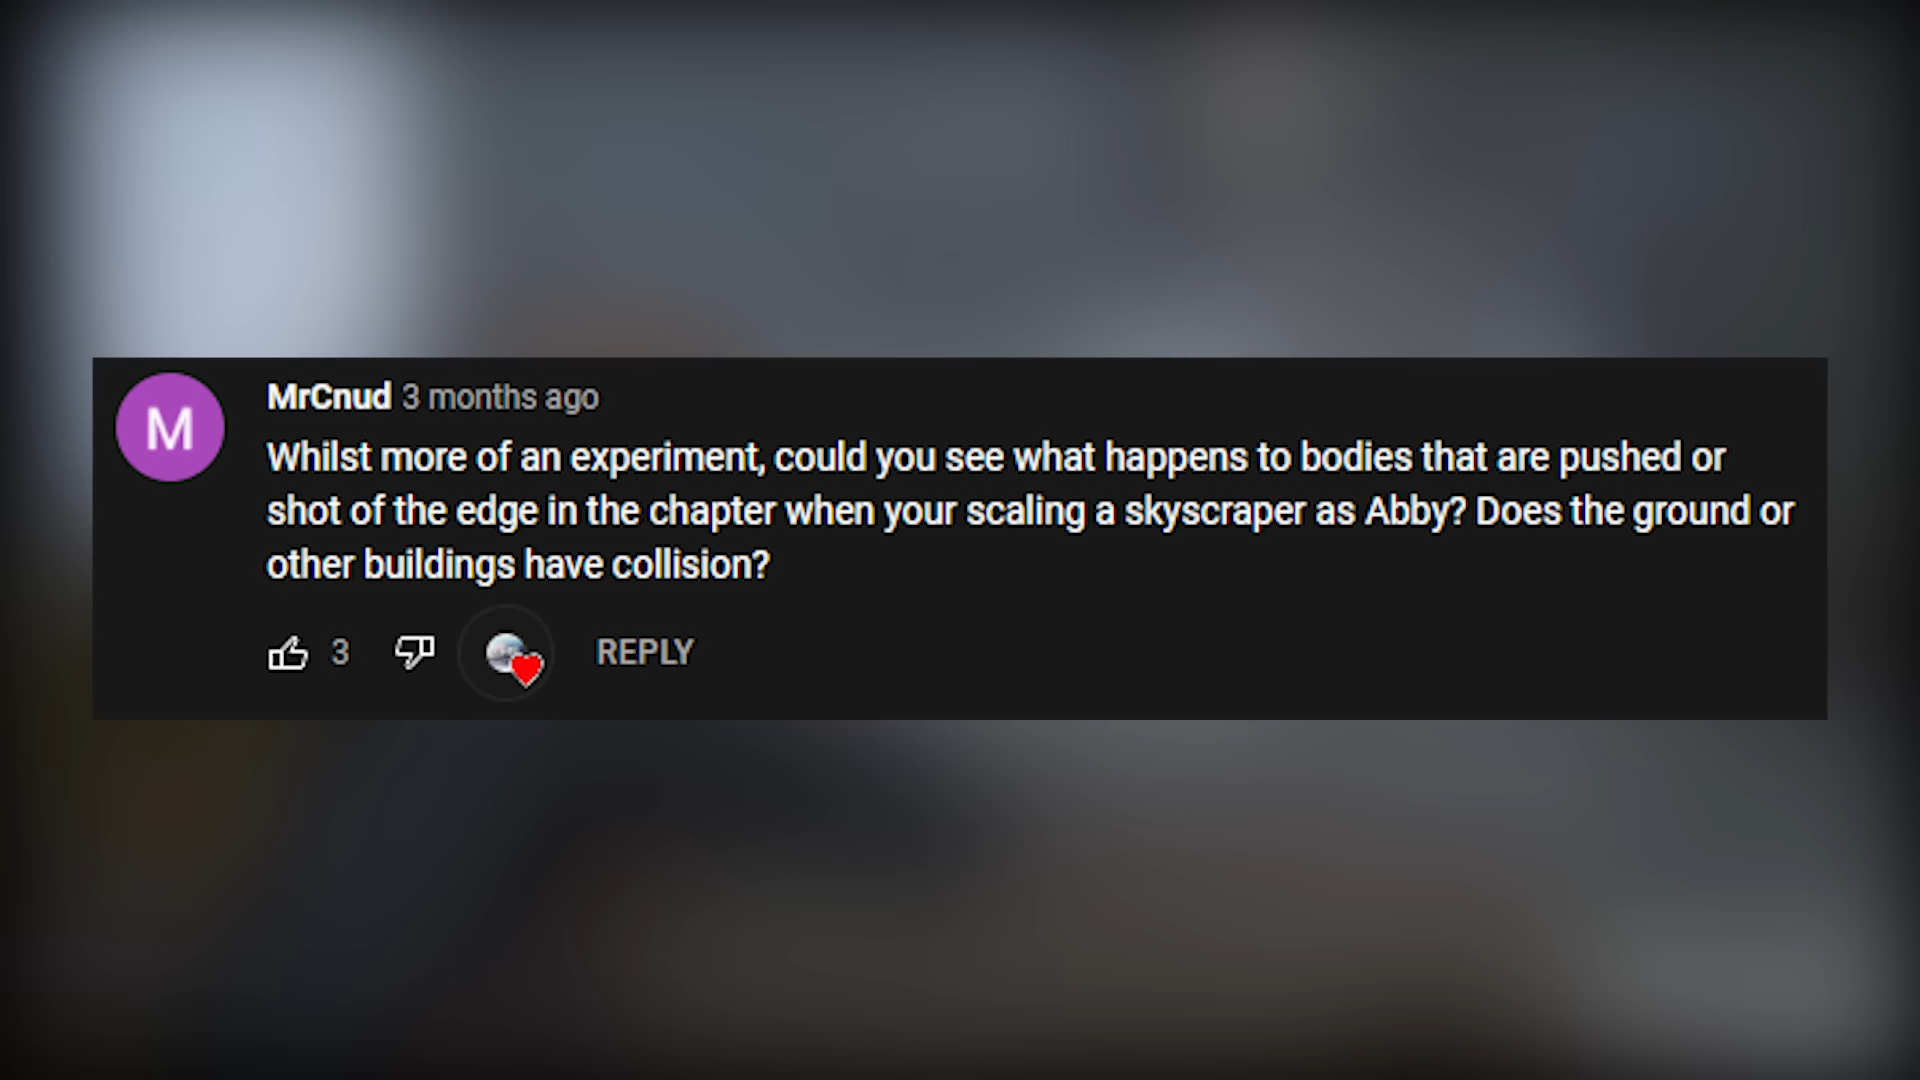 M
MrCnud 3 months ago
Whilst more of an experiment, could you see what happens to bodies that are pushed or
shot of the edge in the chapter when your scaling a skyscraper as Abby? Does the ground or
other buildings have collision?
3 REPLY